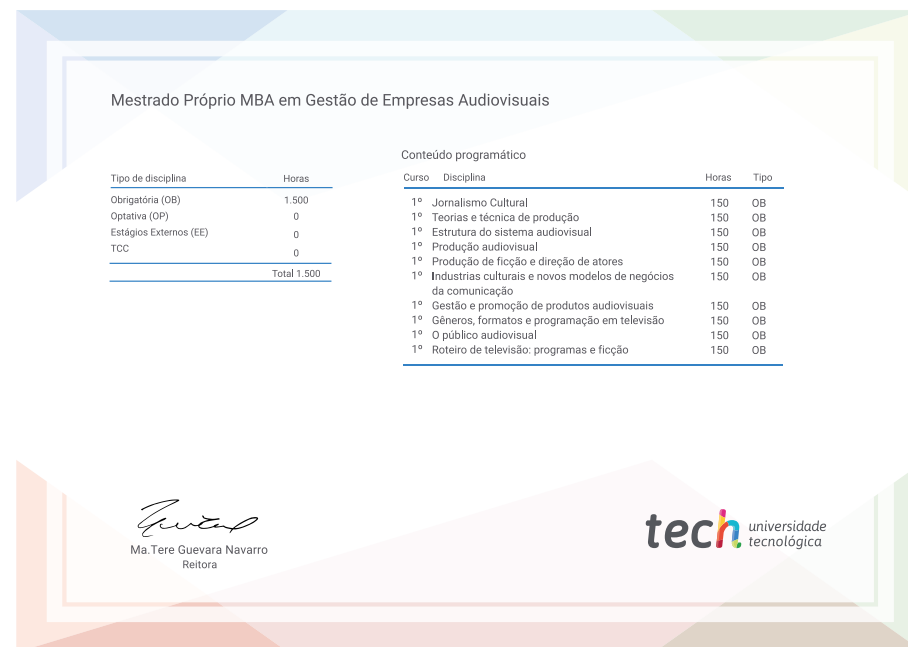 Mestrado Próprio MBA em Gestão de Empresas Audiovisuais
Tipo de disciplina Horas
Obrigatória (OB) 1.500
Optativa (OP) 0
Estágios Externos (EE) 0
TCC 0
Total 1.500
Conteúdo programático
Curso Disciplina Horas Tipo
1º Jornalismo Cultural 150 OB
1º Teorias e técnica de produção 150 OB
1º Estrutura do sistema audiovisual 150 OB
1º Produção audiovisual 150 OB
1º Produção de ficção e direção de atores 150 OB
1º Industrias culturais e novos modelos de negócios 150 OB
da comunicação
1º Gestão e promoção de produtos audiovisuais 150 OB
1º Gêneros, formatos e programação em televisão 150 OB
1º O público audiovisual 150 OB
1º Roteiro de televisão: programas e ficção 150 OB
Ma.Tere Guevara Navarro
Reitora
tech universidade
tecnológica